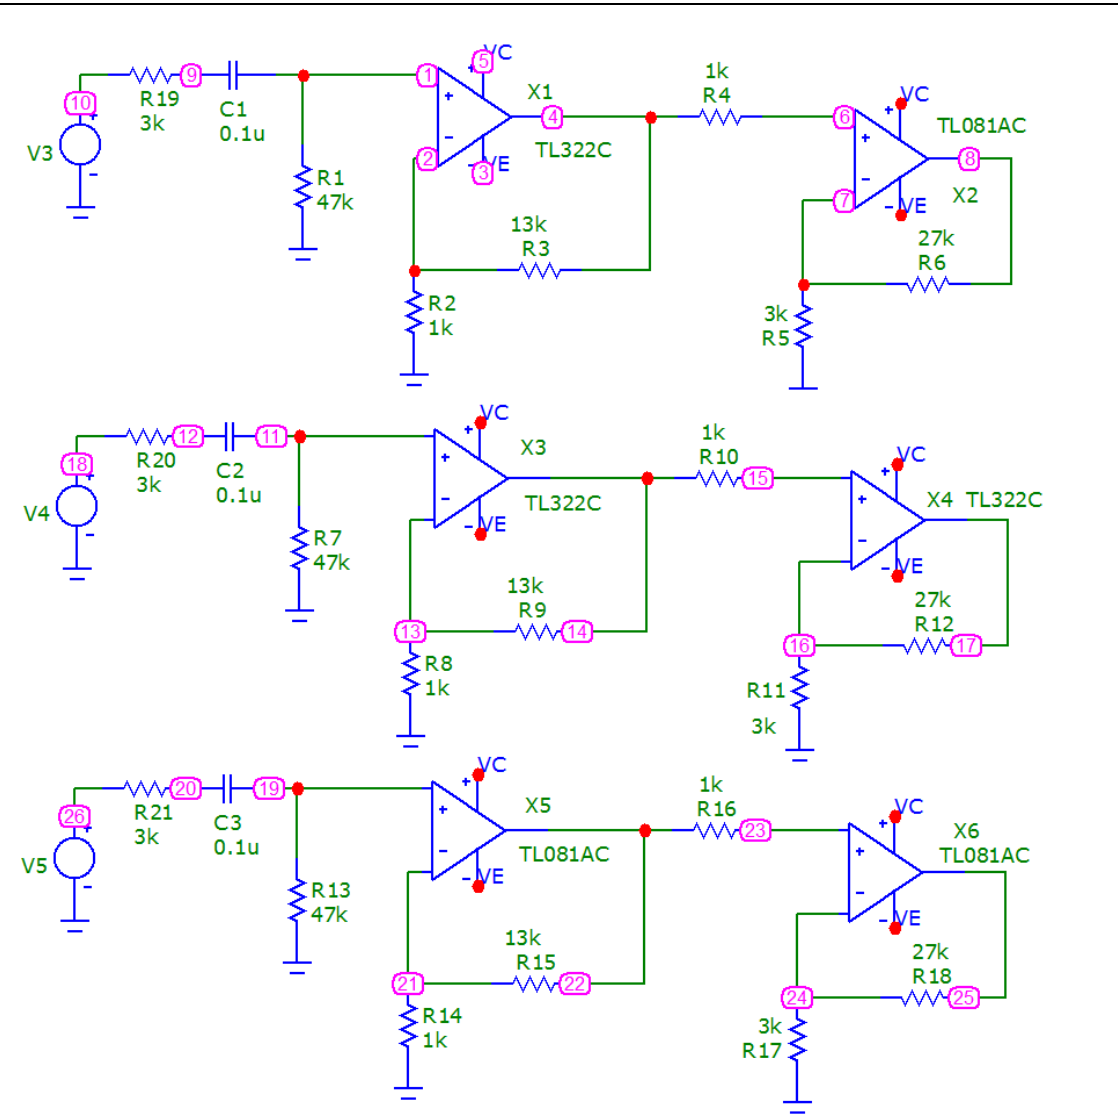 VC
5
1k
R4
10
9
R19
3k
C1
0.1u
1
X1
4
TL322C
VC
6
TL081AC
V3
R1
47k
2
VE
3
7
8
X2
VE
13k
R3
27k
R6
R2
1k
3k
R5
VC
1k
R10
18
12
R20
3k
11
C2
0.1u
X3
15
VC
X4 TL322C
V4
TL322C
VE
R7
47k
VE
13k
R9
27k
R12
13
14
16
17
R8
1k
R11
3k
VC
1k
R16
26
20
R21
3k
19
C3
0.1u
X5
23
VC
X6
TL081AC
V5
TL081AC
VE
R13
47k
VE
13k
R15
27k
R18
21
22
24
25
R14
1k
3k
R17
+
-
+
-
+
-
+
-
+
-
+
-
+
-
+
-
+
-
+
-
+
-
+
-
+
-
+
-
+
-